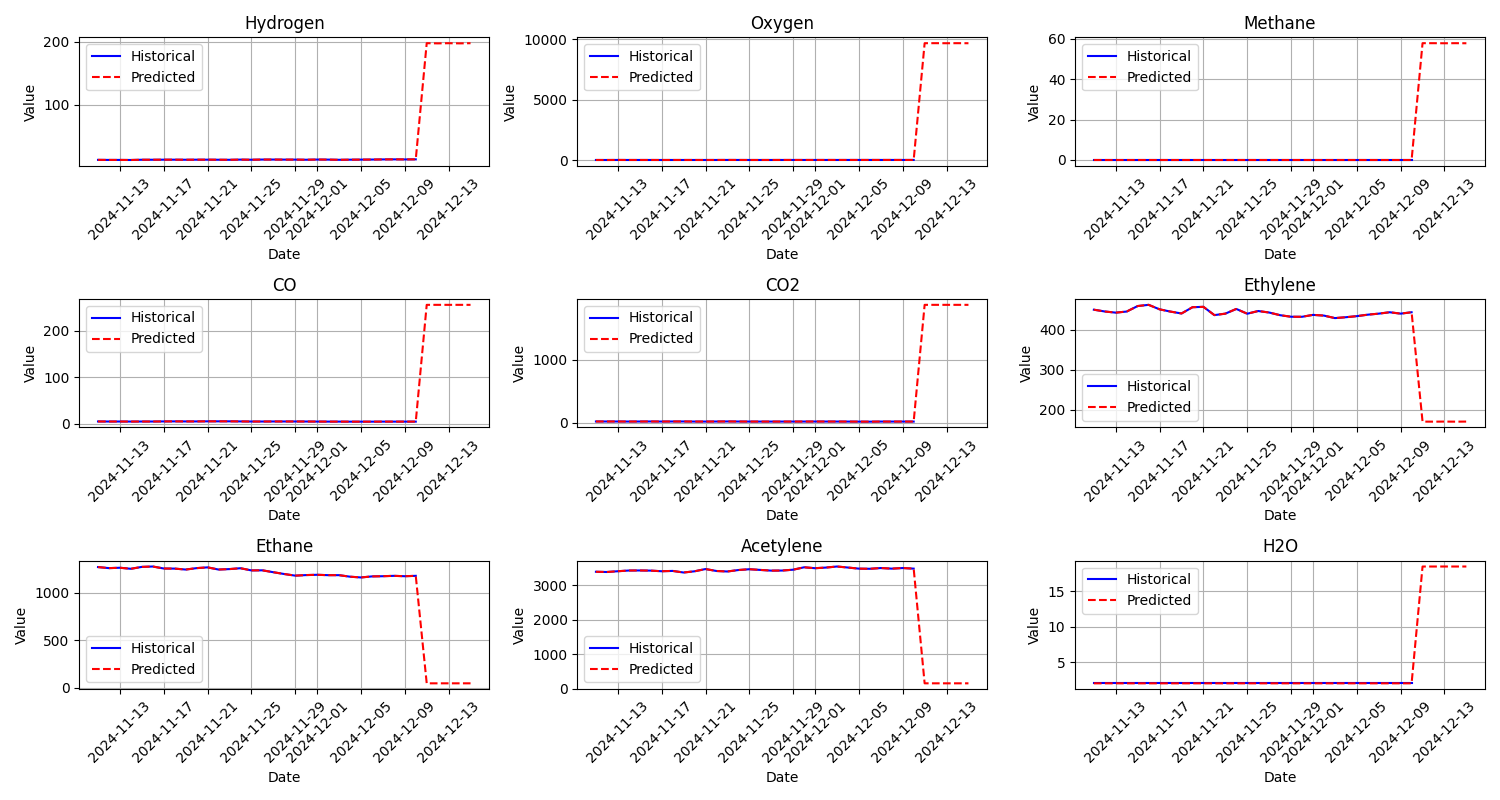 Hydrogen
200
100
Value
Historical
Predicted
2024-11-13
2024-11-17
2024-11-21
2024-11-25
2024-11-29
2024-12-01
2024-12-05
2024-12-09
2024-12-13
Date
Oxygen
10000
5000
0
Value
Historical
Predicted
2024-11-13
2024-11-17
2024-11-21
2024-11-25
2024-11-29
2024-12-01
2024-12-05
2024-12-09
2024-12-13
Date
Methane
60
40
20
0
Value
Historical
Predicted
2024-11-13
2024-11-17
2024-11-21
2024-11-25
2024-11-29
2024-12-01
2024-12-05
2024-12-09
2024-12-13
Date
CO
200
100
0
Value
Historical
Predicted
2024-11-13
2024-11-17
2024-11-21
2024-11-25
2024-11-29
2024-12-01
2024-12-05
2024-12-09
2024-12-13
Date
CO2
1000
0
Value
Historical
Predicted
2024-11-13
2024-11-17
2024-11-21
2024-11-25
2024-11-29
2024-12-01
2024-12-05
2024-12-09
2024-12-13
Date
Ethylene
400
300
200
Value
Historical
Predicted
2024-11-13
2024-11-17
2024-11-21
2024-11-25
2024-11-29
2024-12-01
2024-12-05
2024-12-09
2024-12-13
Date
Ethane
1000
500
0
Value
Historical
Predicted
2024-11-13
2024-11-17
2024-11-21
2024-11-25
2024-11-29
2024-12-01
2024-12-05
2024-12-09
2024-12-13
Date
Acetylene
3000
2000
1000
0
Value
Historical
Predicted
2024-11-13
2024-11-17
2024-11-21
2024-11-25
2024-11-29
2024-12-01
2024-12-05
2024-12-09
2024-12-13
Date
H2O
15
10
5
Value
Historical
Predicted
2024-11-13
2024-11-17
2024-11-21
2024-11-25
2024-11-29
2024-12-01
2024-12-05
2024-12-09
2024-12-13
Date